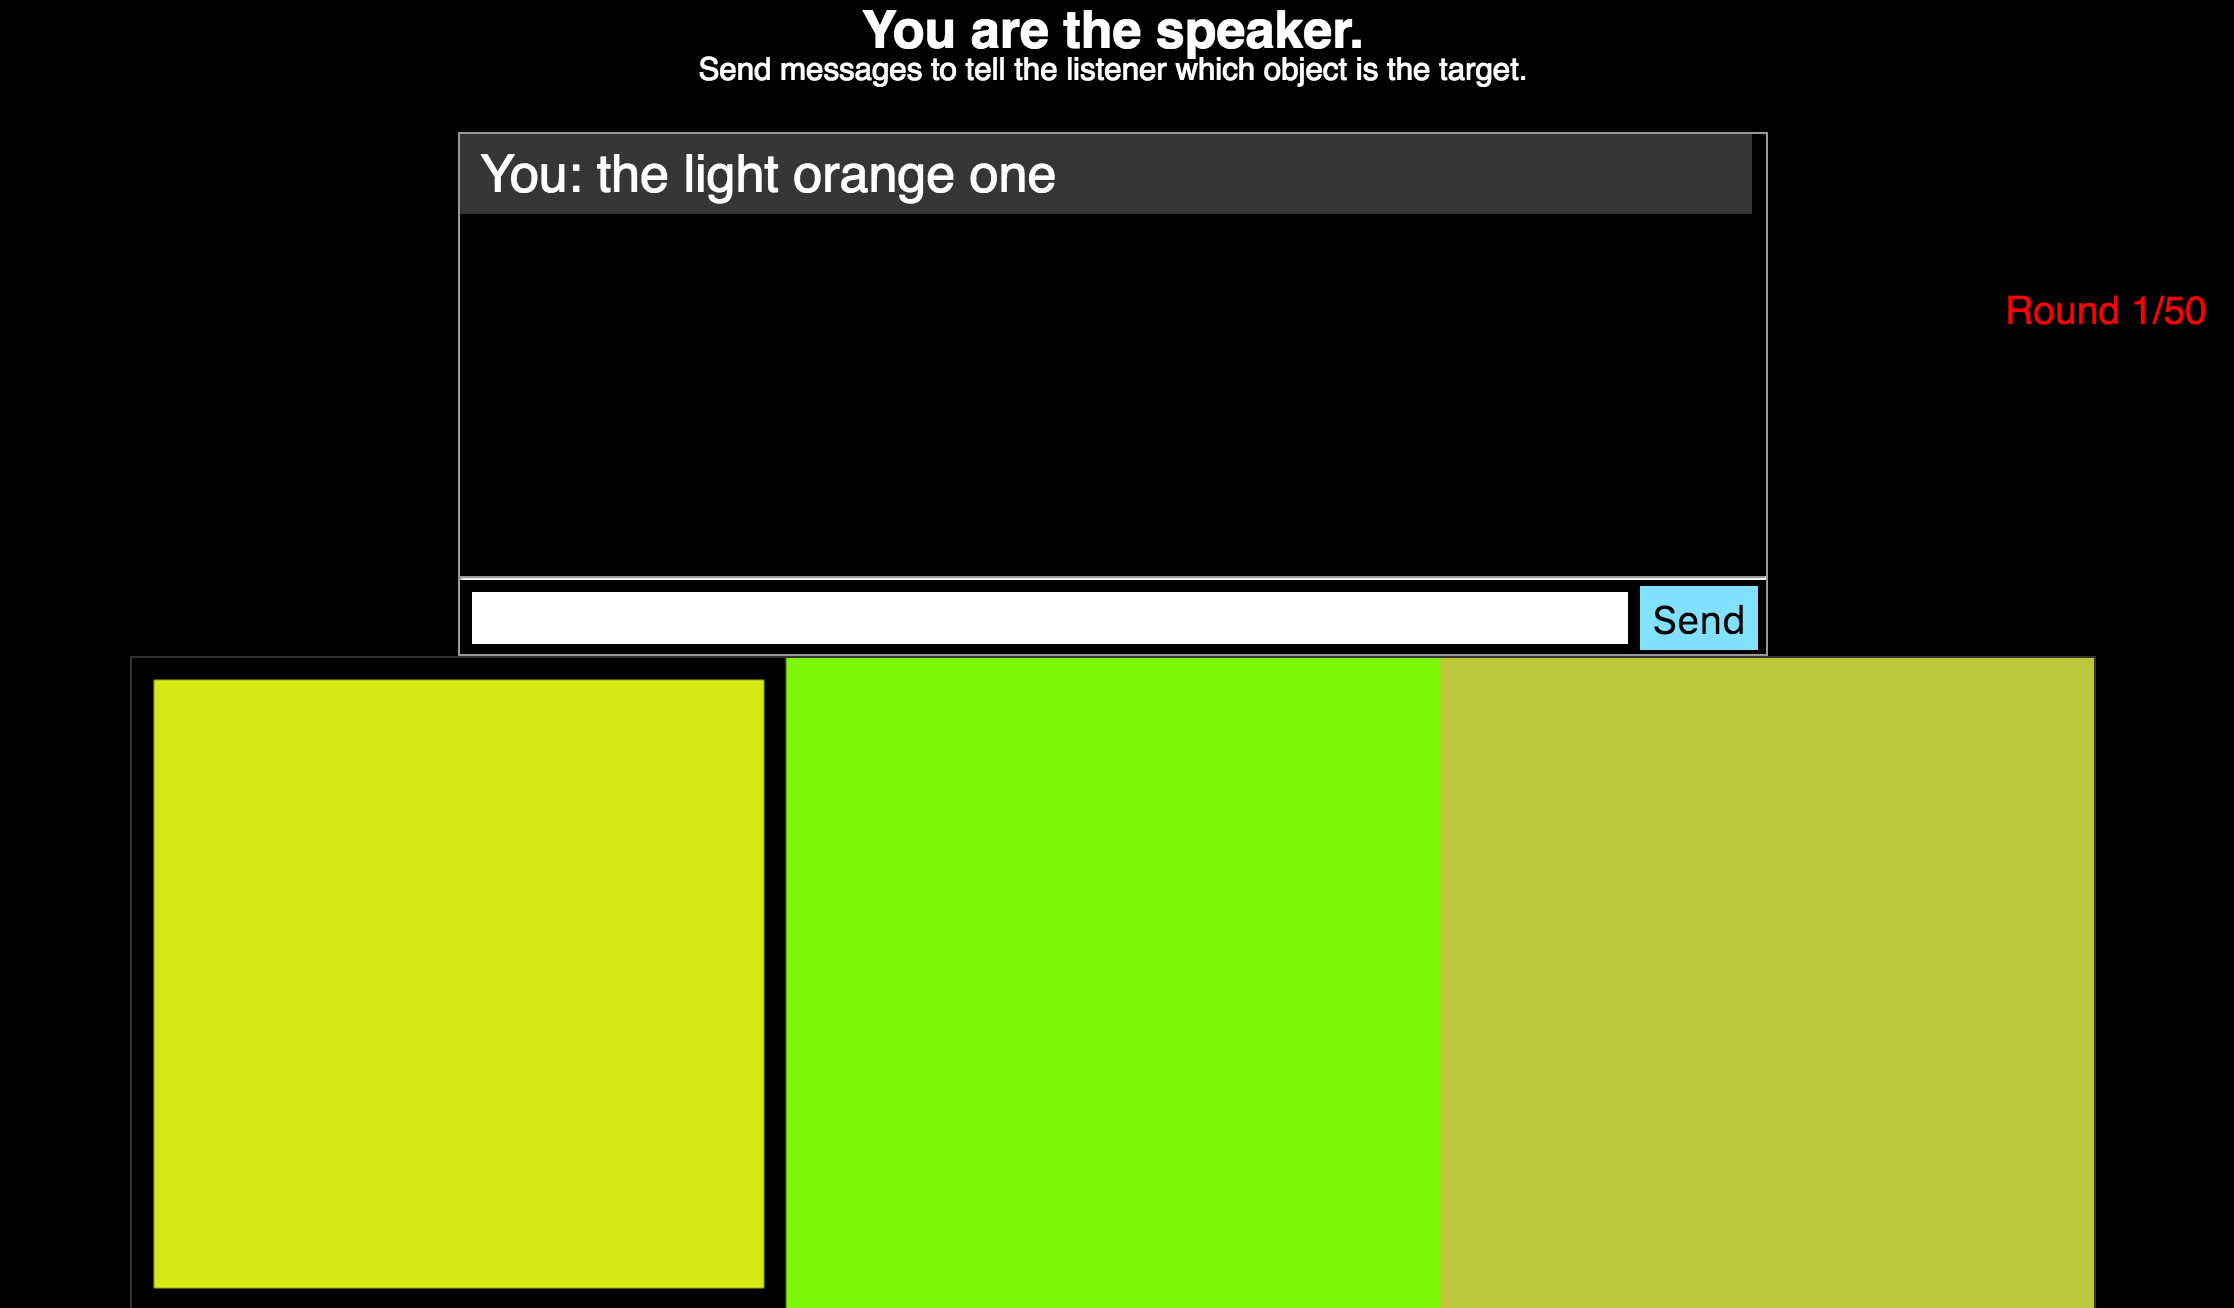 You are the speaker.
Send messages to tell the listener which object is the target.
You: the light orange one
Round 1/50
Send